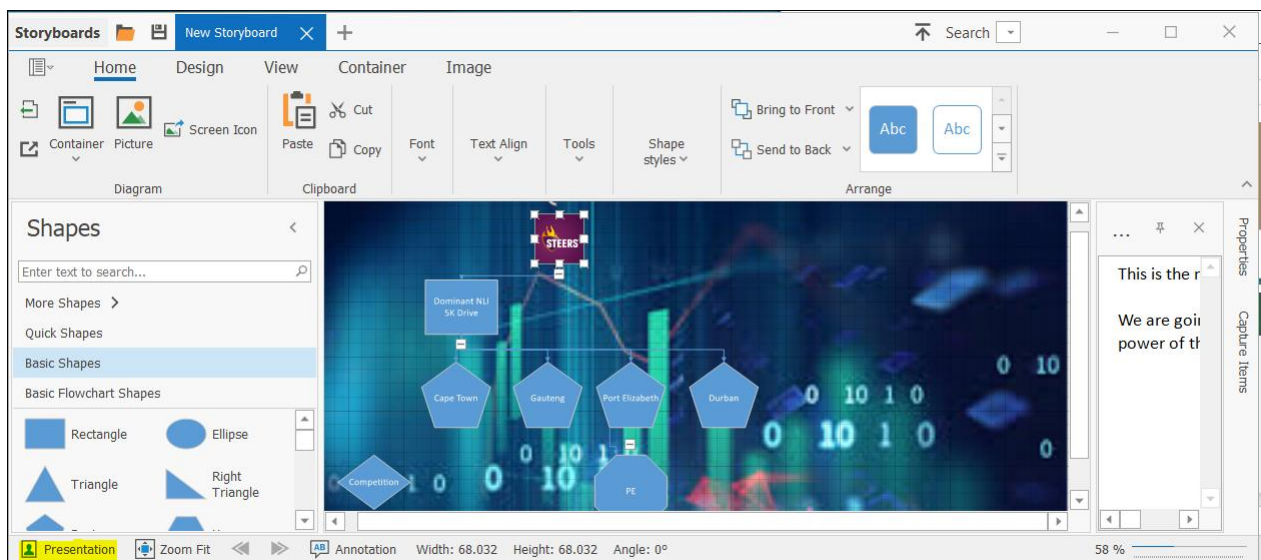 Storyboards New Storyboard
Search
Home Design View Container Image
Container Picture Screen Icon
Diagram
Paste Cut
Copy
Clipboard
Font Text Align Tools Shape styles
Bring to Front
Send to Back
Abc Abc
Arrange
Shapes
Enter text to search...
More Shapes
Quick Shapes
Basic Shapes
Basic Flowchart Shapes
Rectangle Ellipse
Triangle Right
Triangle
STEERS
Dominant NLI
SK Drive
Cape Town Gauteng Port Elizabeth Durban
Competition PE
0 10
0 10 1 0
0 10 1 0
0
0 10 1
1 0 0 10
...
This is the r
We are goi
power of th
Properties
Capture Items
Presentation Zoom Fit AB Annotation Width: 68.032 Height: 68.032 Angle: 0º 58 %